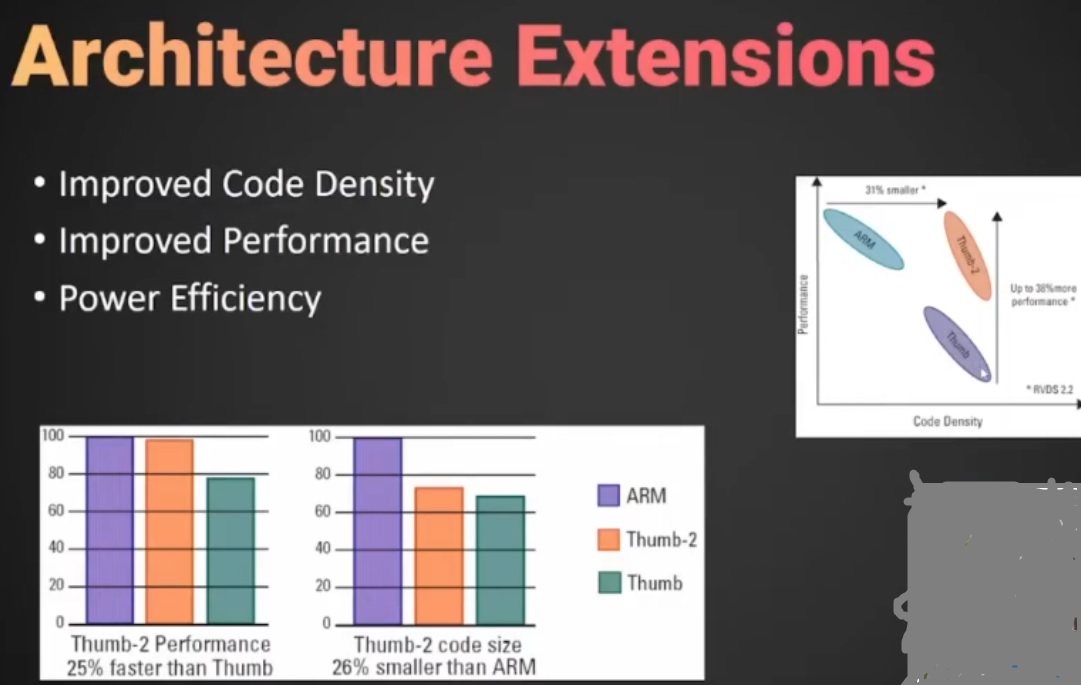 Architecture Extensions
• Improved Code Density
• Improved Performance
• Power Efficiency
31% smaller *
ARM
Thumb-2
Thumb
Up to 38%more
performance *
* RVDS 2.2
Performance
Code Density
100
80
60
40
20
0
Thumb-2 Performance
25% faster than Thumb
100
80
60
40
20
0
Thumb-2 code size
26% smaller than ARM
ARM
Thumb-2
Thumb